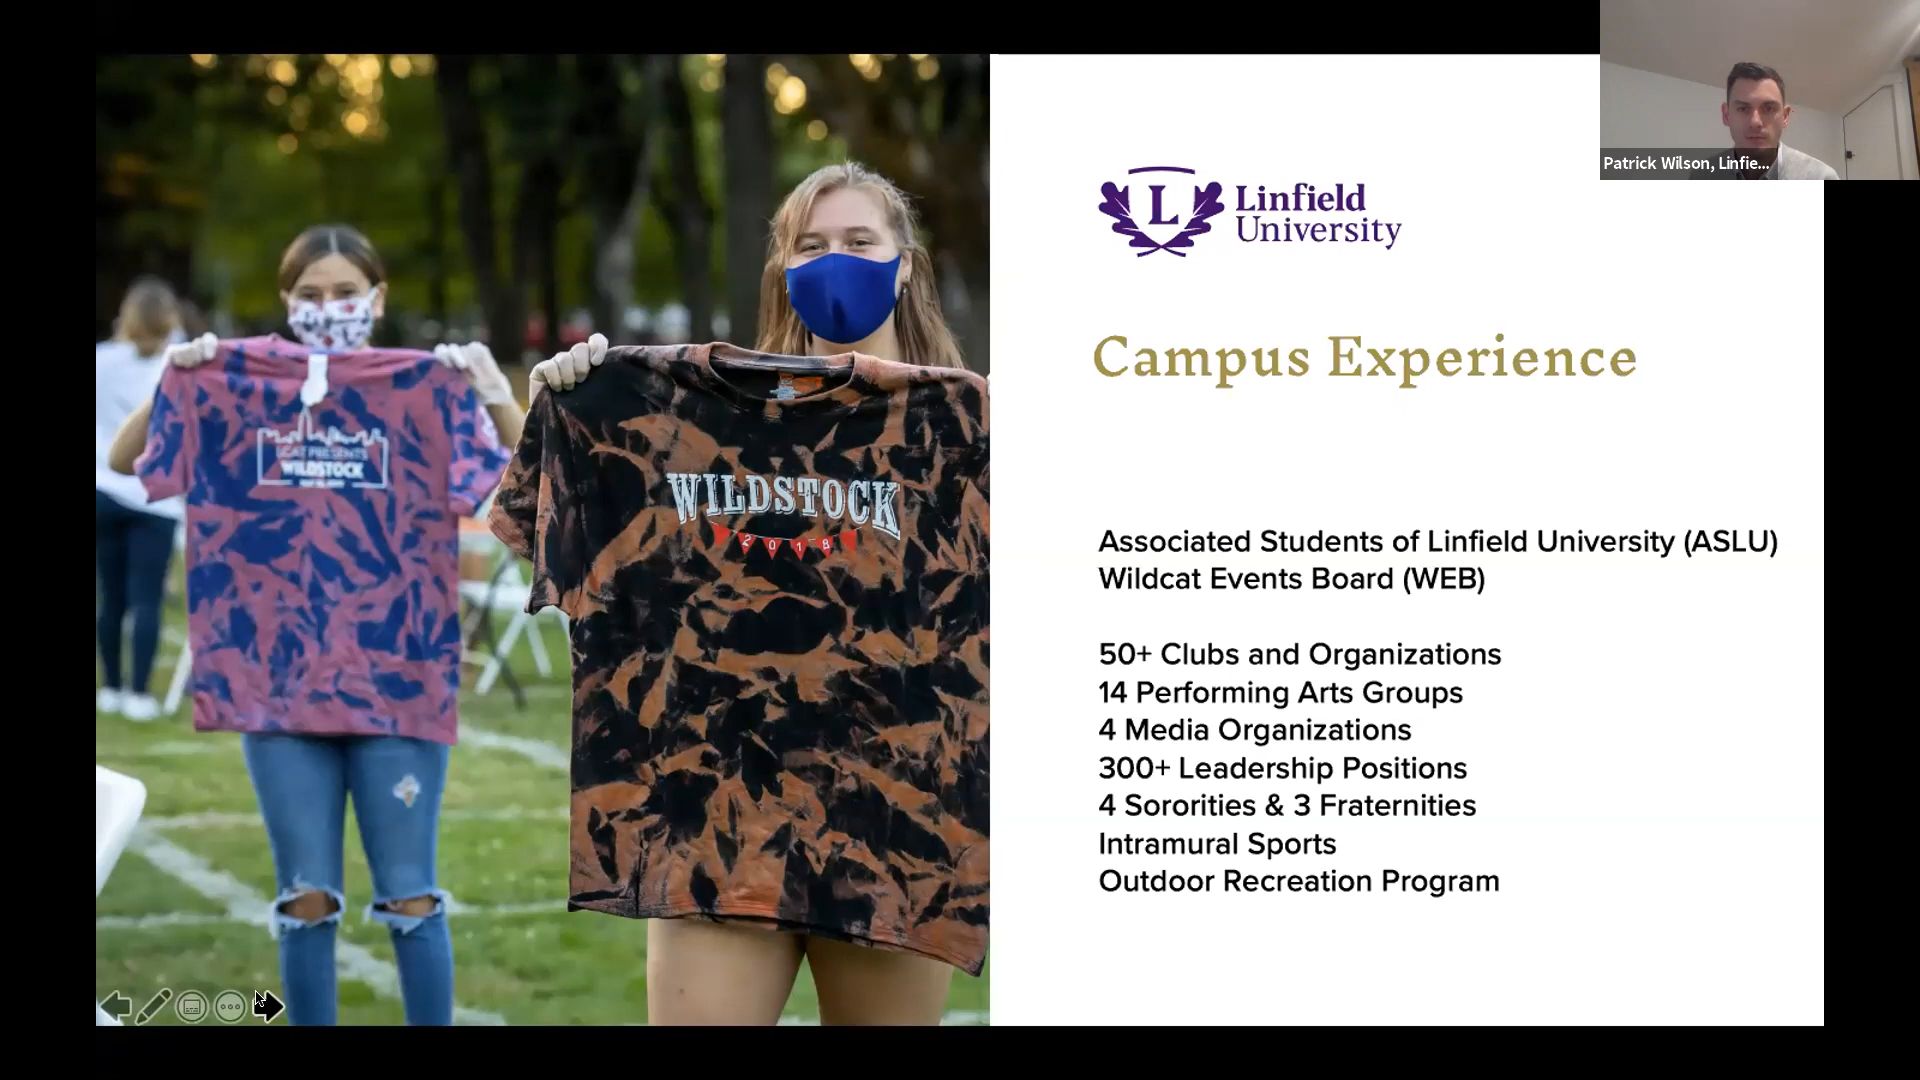 Patrick Wilson, Linfie...
L
Linfield
University
Campus Experience
Associated Students of Linfield University (ASLU)
Wildcat Events Board (WEB)
50+ Clubs and Organizations
14 Performing Arts Groups
4 Media Organizations
300+ Leadership Positions
4 Sororities & 3 Fraternities
Intramural Sports
Outdoor Recreation Program
PRESENTS
WILDSTOCK
WILDSTOCK
2018